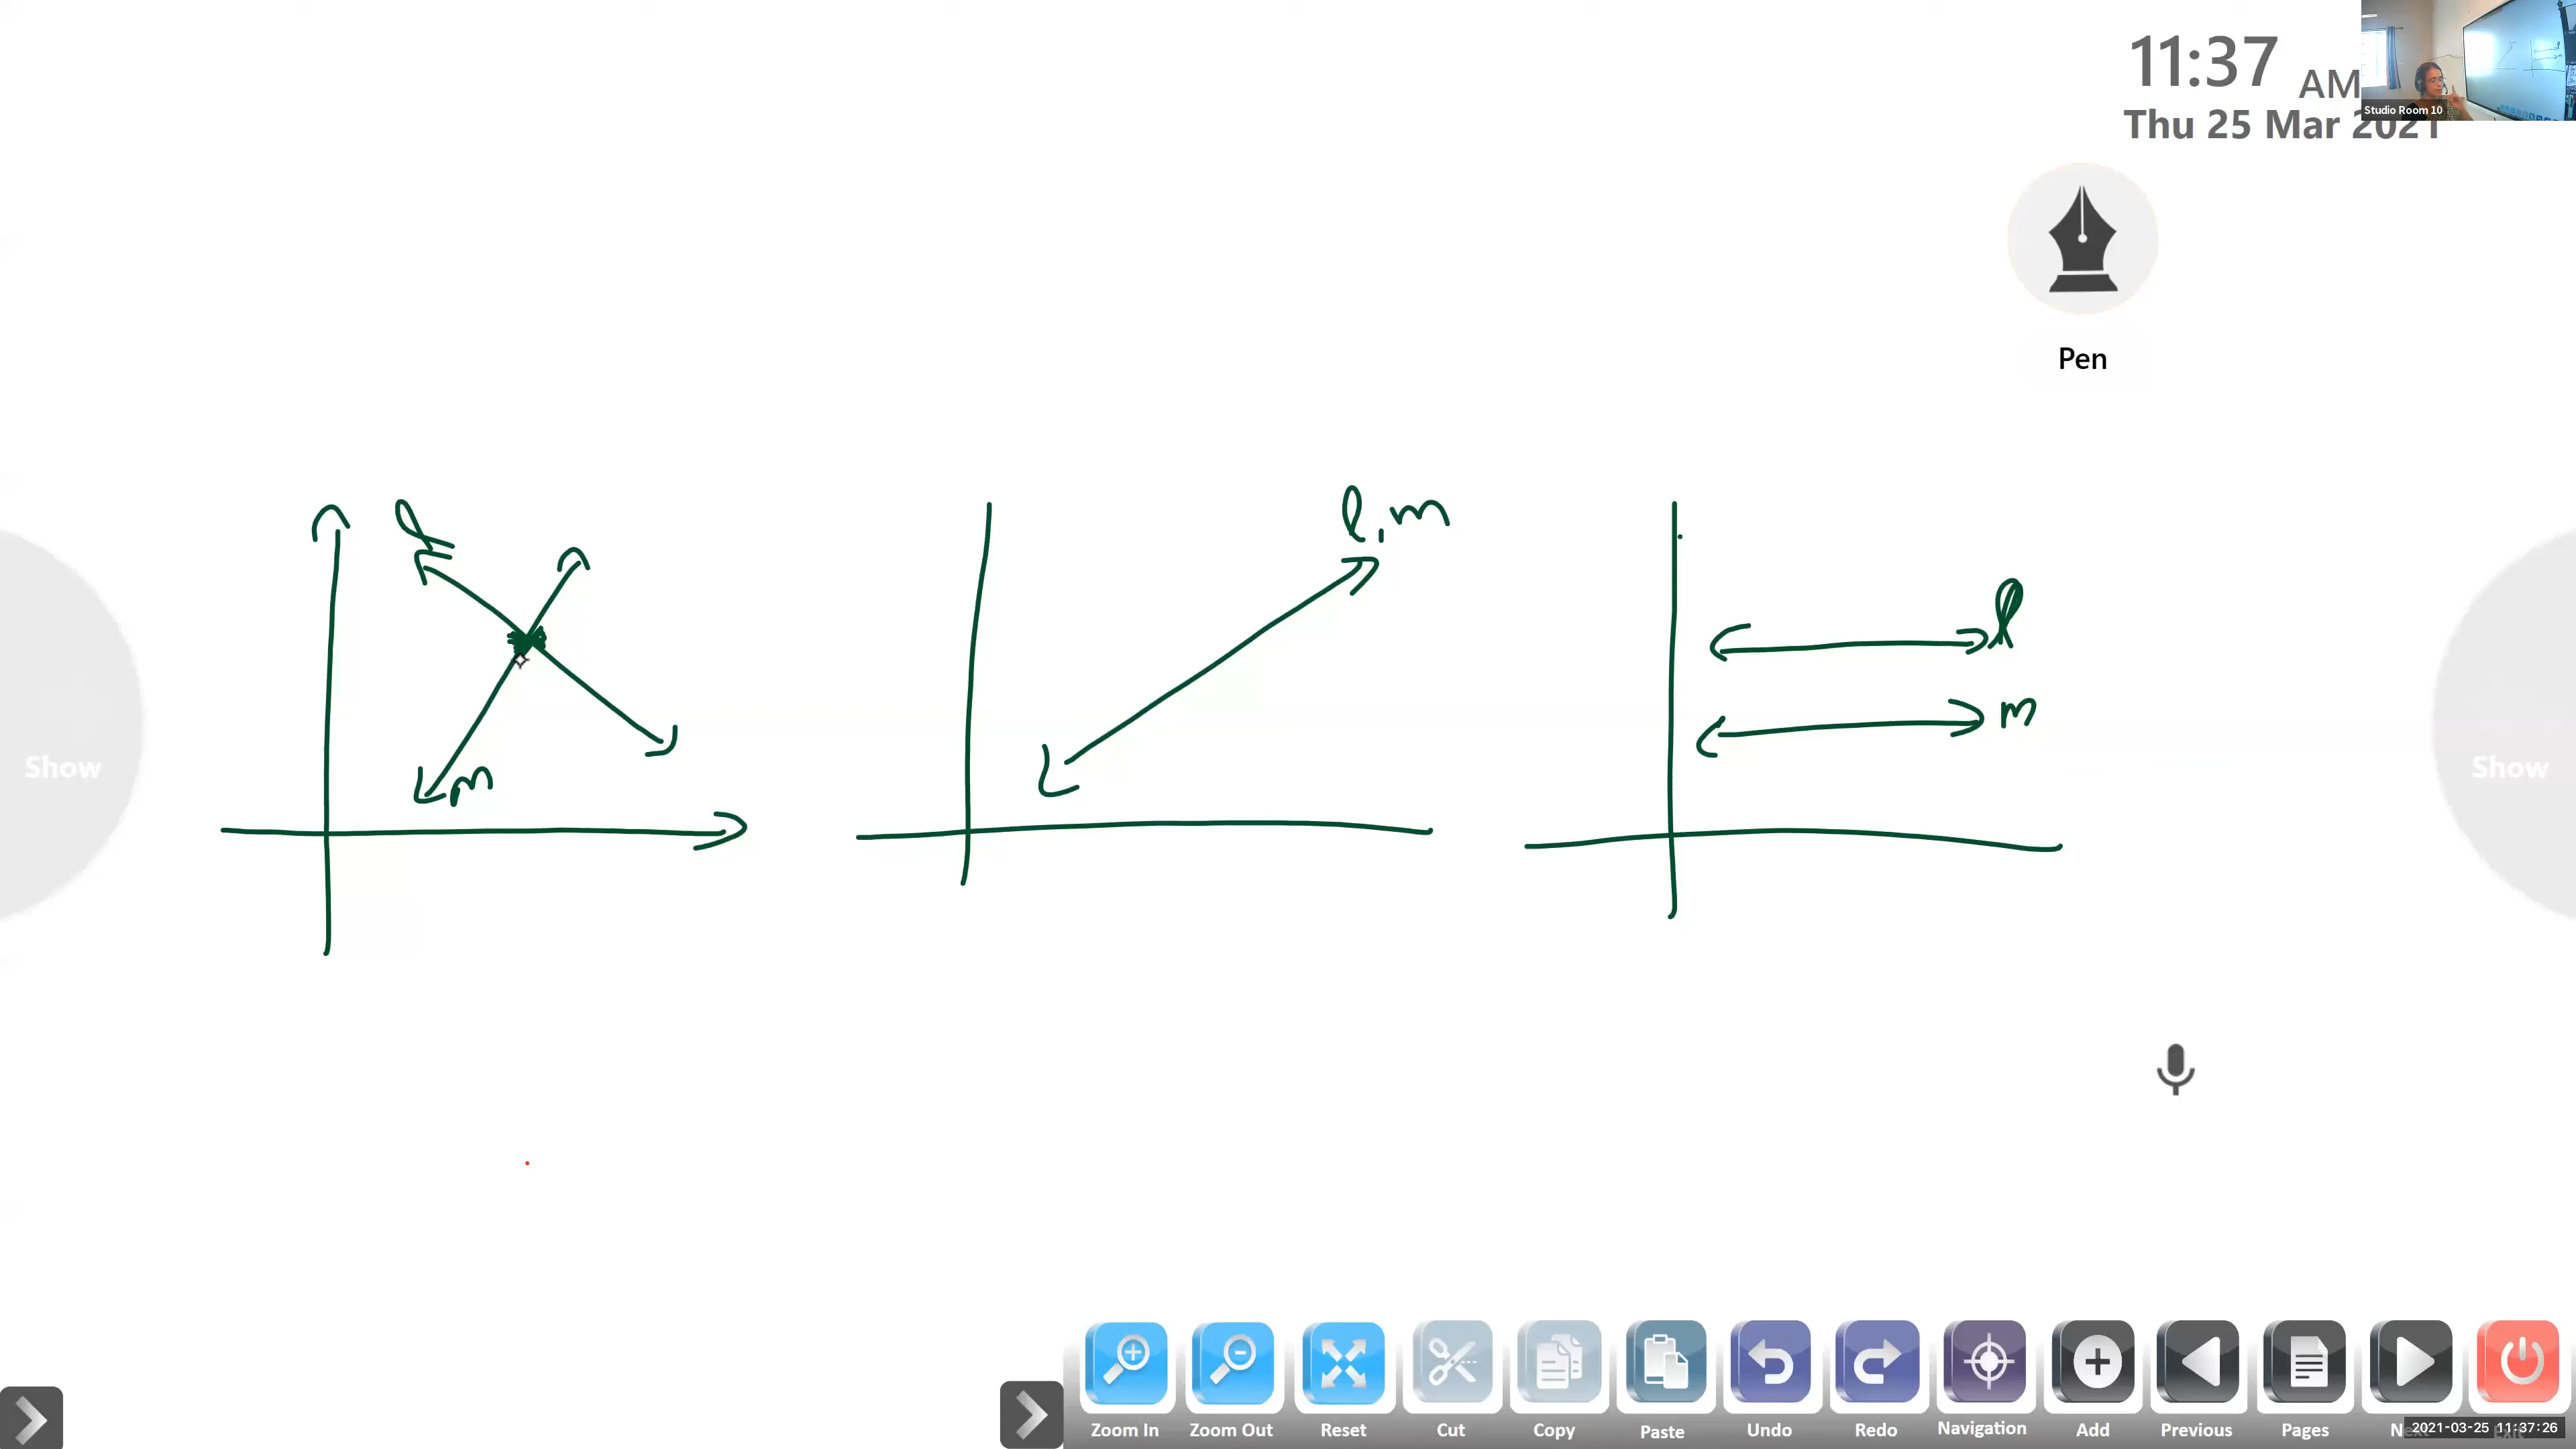 11:37 AM
Studio Room 10
Thu 25 Mar 2021
Pen
l
l, m
l
m
m
Show
Show
Zoom In
Zoom Out
Reset
Cut
Copy
Paste
Undo
Redo
Navigation
Add
Previous
Pages
2021-03-25 11:37:26